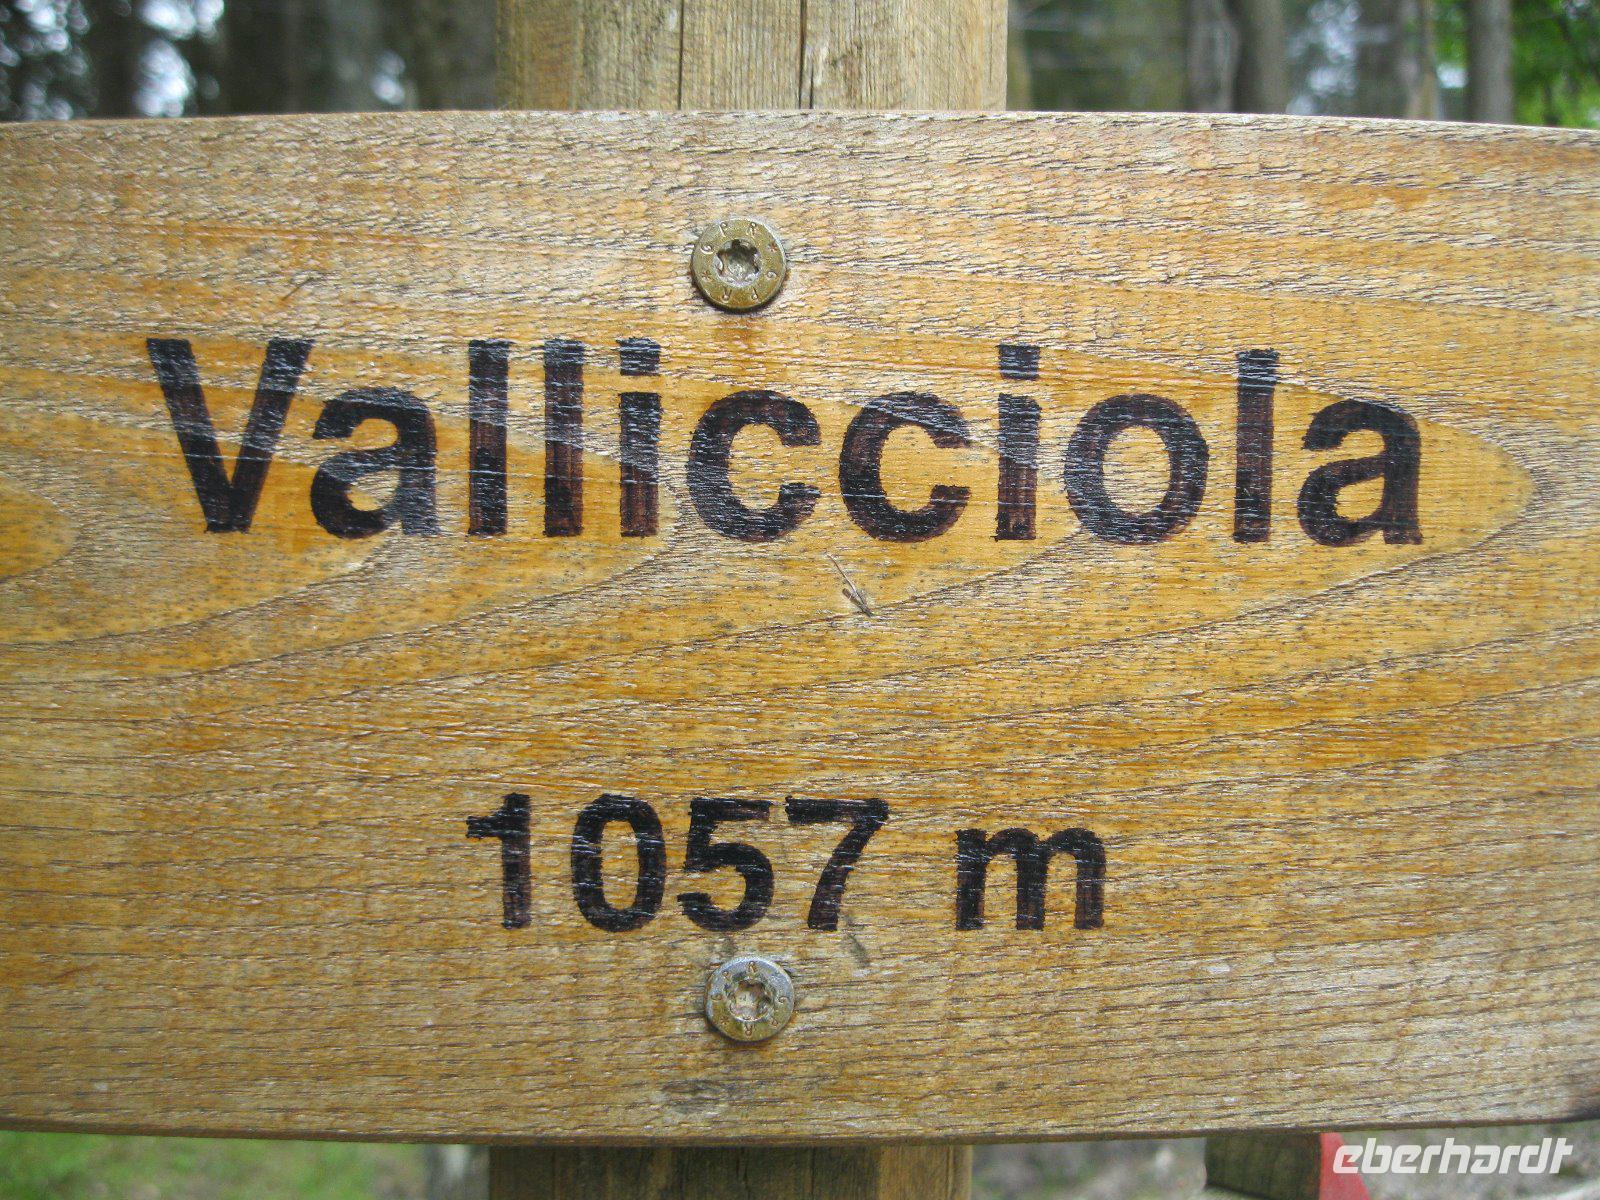 Vallicciola
1057 m
eberhardt